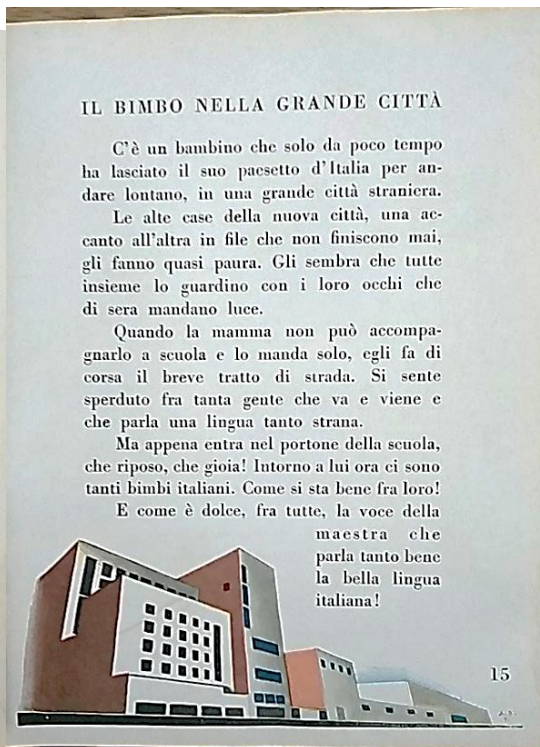 IL BIMBO NELLA GRANDE CITTÀ
C'è un bambino che solo da poco tempo
ha lasciato il suo paesetto d'Italia per an-
dare lontano, in una grande città straniera.
Le alte case della nuova città, una ac-
canto all'altra in file che non finiscono mai,
gli fanno quasi paura. Gli sembra che tutte
insieme lo guardino con i loro occhi che
di sera mandano luce.
Quando la mamma non può accompa-
gnarlo a scuola e lo manda solo, egli fa di
corsa il breve tratto di strada. Si sente
sperduto fra tanta gente che va e viene e
che parla una lingua tanto strana.
Ma appena entra nel portone della scuola,
che riposo, che gioia! Intorno a lui ora ci sono
tanti bimbi italiani. Come si sta bene fra loro!
E come è dolce, fra tutte, la voce della
maestra che
parla tanto bene
la bella lingua
italiana!
15